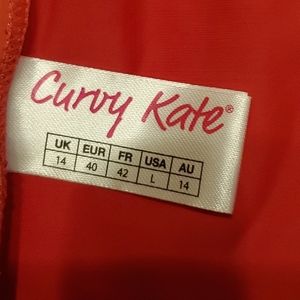 Curvy Kate®
UK EUR FR USA AU
14 40 42 L 14